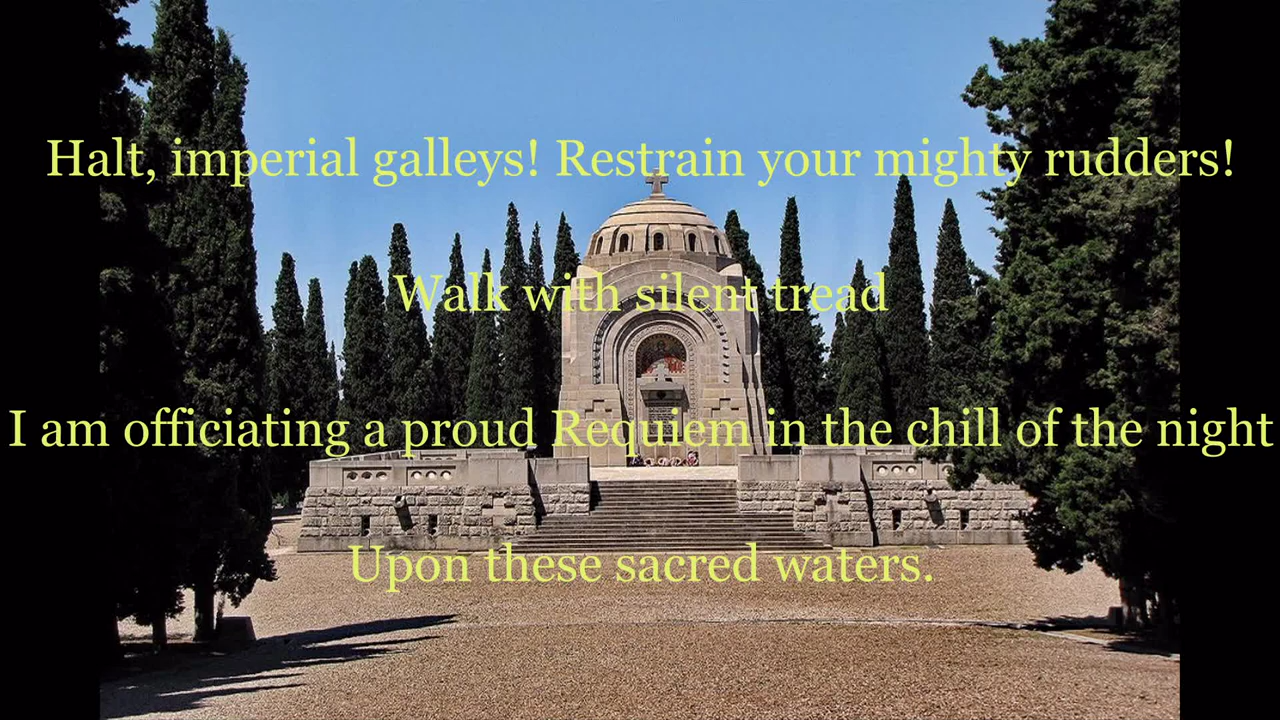 Halt, imperial galleys! Restrain your mighty rudders!
Walk with silent tread
I am officiating a proud Requiem in the chill of the night
Upon these sacred waters.